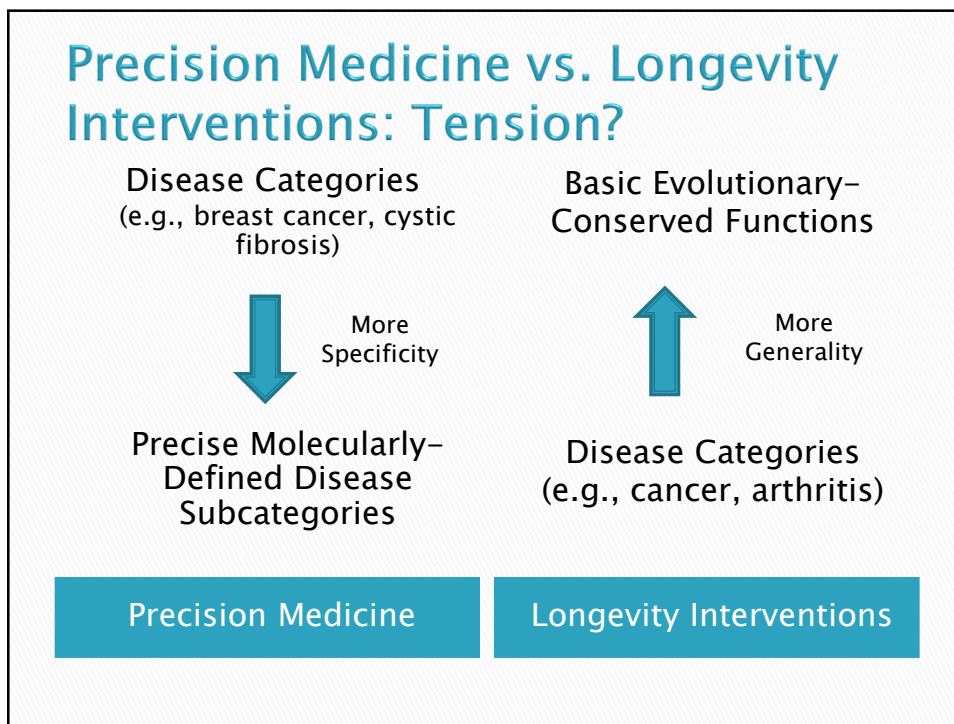 Precision Medicine vs. Longevity
Interventions: Tension?
Disease Categories
(e.g., breast cancer, cystic
fibrosis)
More
Specificity
Precise Molecularly-
Defined Disease
Subcategories
Basic Evolutionary-
Conserved Functions
More
Generality
Disease Categories
(e.g., cancer, arthritis)
Precision Medicine
Longevity Interventions